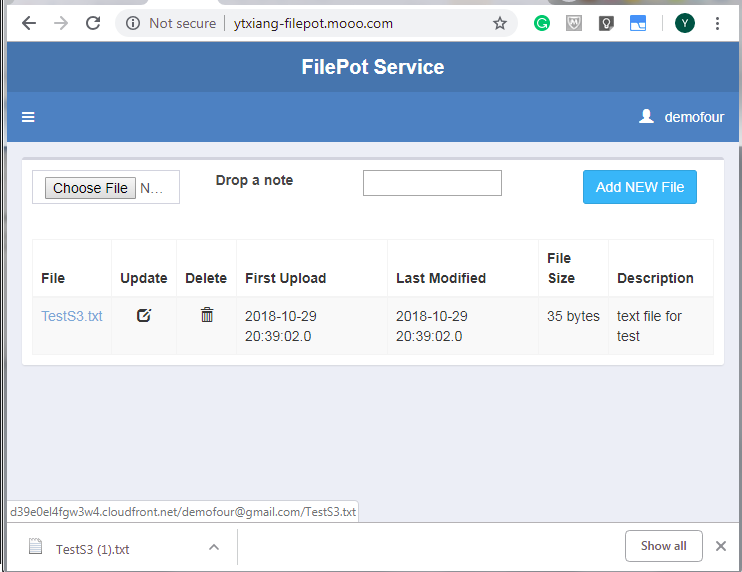 Not secure | ytxiang-filepot.mooo.com
Y
FilePot Service
demofour
Choose File N...
Drop a note
Add NEW File
File Update Delete First Upload Last Modified File Size Description
TestS3.txt 2018-10-29 20:39:02.0 2018-10-29 20:39:02.0 35 bytes text file for test
d39e0el4fgw3w4.cloudfront.net/demofour@gmail.com/TestS3.txt
TestS3 (1).txt
Show all